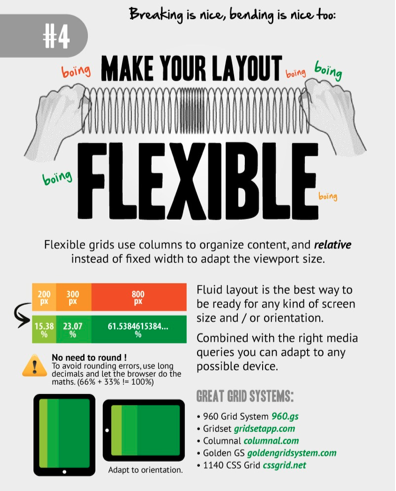 Breaking is nice, bending is nice too:
#4
boïng MAKE YOUR LAYOUT boing boïng
boïng FLEXIBLE boing
Flexible grids use columns to organize content, and relative
instead of fixed width to adapt the viewport size.
200 px 300 px 800 px
15.38 % 23.07 % 61.5384615384... %
No need to round !
To avoid rounding errors, use long
decimals and let the browser do the
maths. (66% + 33% != 100%)
Adapt to orientation.
Fluid layout is the best way to
be ready for any kind of screen
size and / or orientation.
Combined with the right media
queries you can adapt to any
possible device.
GREAT GRID SYSTEMS:
• 960 Grid System 960.gs
• Gridset gridsetapp.com
• Columnal columnal.com
• Golden GS goldengridsystem.com
• 1140 CSS Grid cssgrid.net